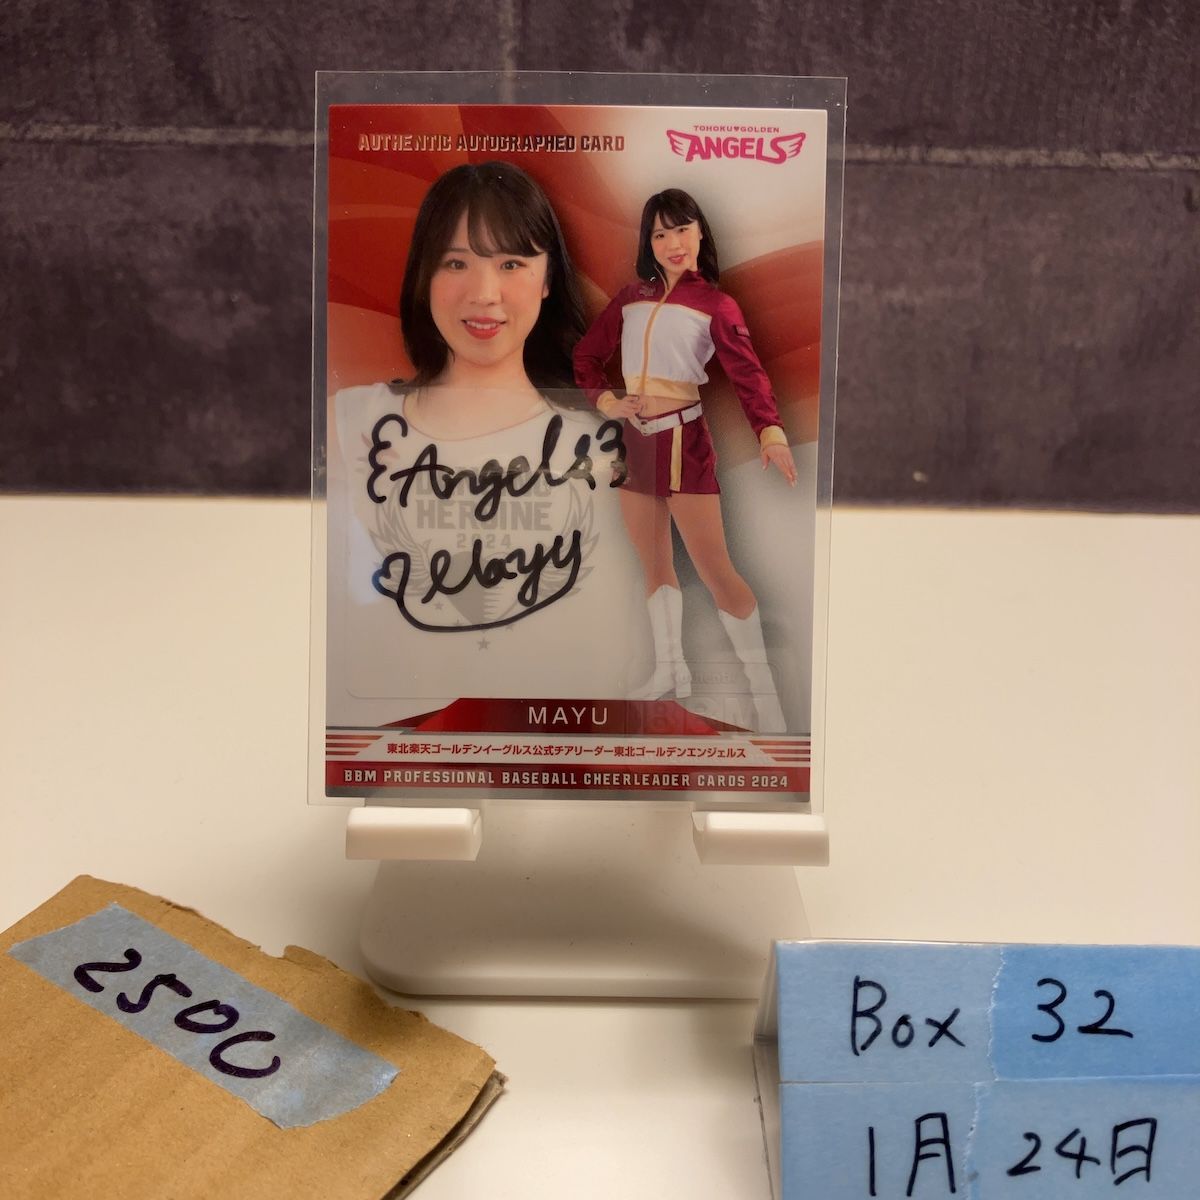 AUTHENTIC AUTOGRAPHED CARD
TOHOKU♥GOLDEN
ANGELS
{Angels}
HEROINE
2024
♡Mayu
MAYU
東北楽天ゴールデンイーグルス公式チアリーダー東北ゴールデンエンジェルス
BBM PROFESSIONAL BASEBALL CHEERLEADER CARDS 2024
2500
Box 32
1月 24日